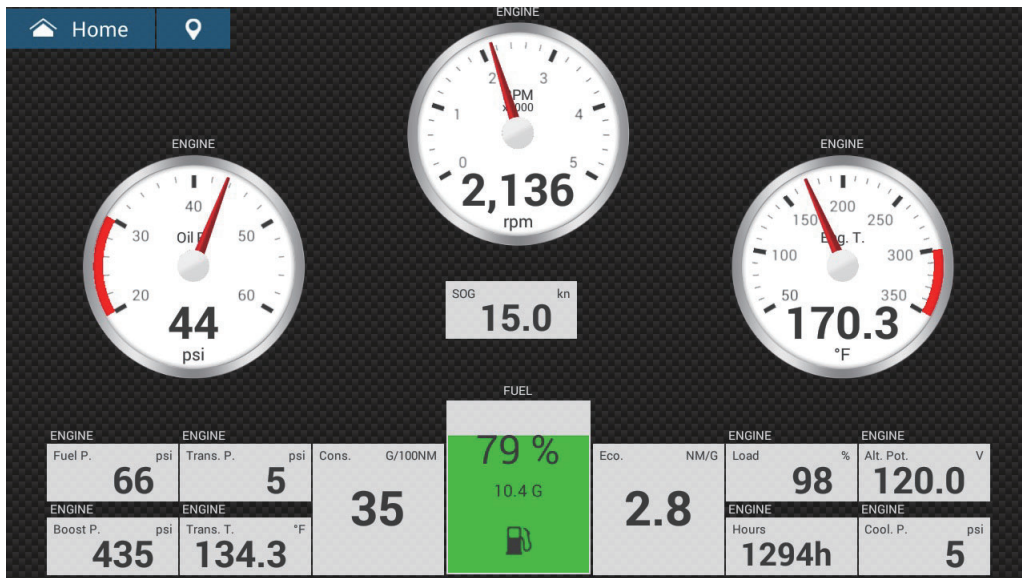 Home
ENGINE
0 1 2 3 4 5
RPM
x1000
2,136
rpm
ENGINE
20 30 40 50 60
Oil P.
44
psi
ENGINE
50 100 150 200 250 300 350
Eng. T.
170.3
°F
SOG kn
15.0
FUEL
79 %
10.4 G
ENGINE
Fuel P. psi
66
ENGINE
Trans. P. psi
5
Cons. G/100NM
35
Eco. NM/G
2.8
ENGINE
Load %
98
ENGINE
Alt. Pot. V
120.0
ENGINE
Boost P. psi
435
ENGINE
Trans. T. °F
134.3
ENGINE
Hours
1294h
ENGINE
Cool. P. psi
5